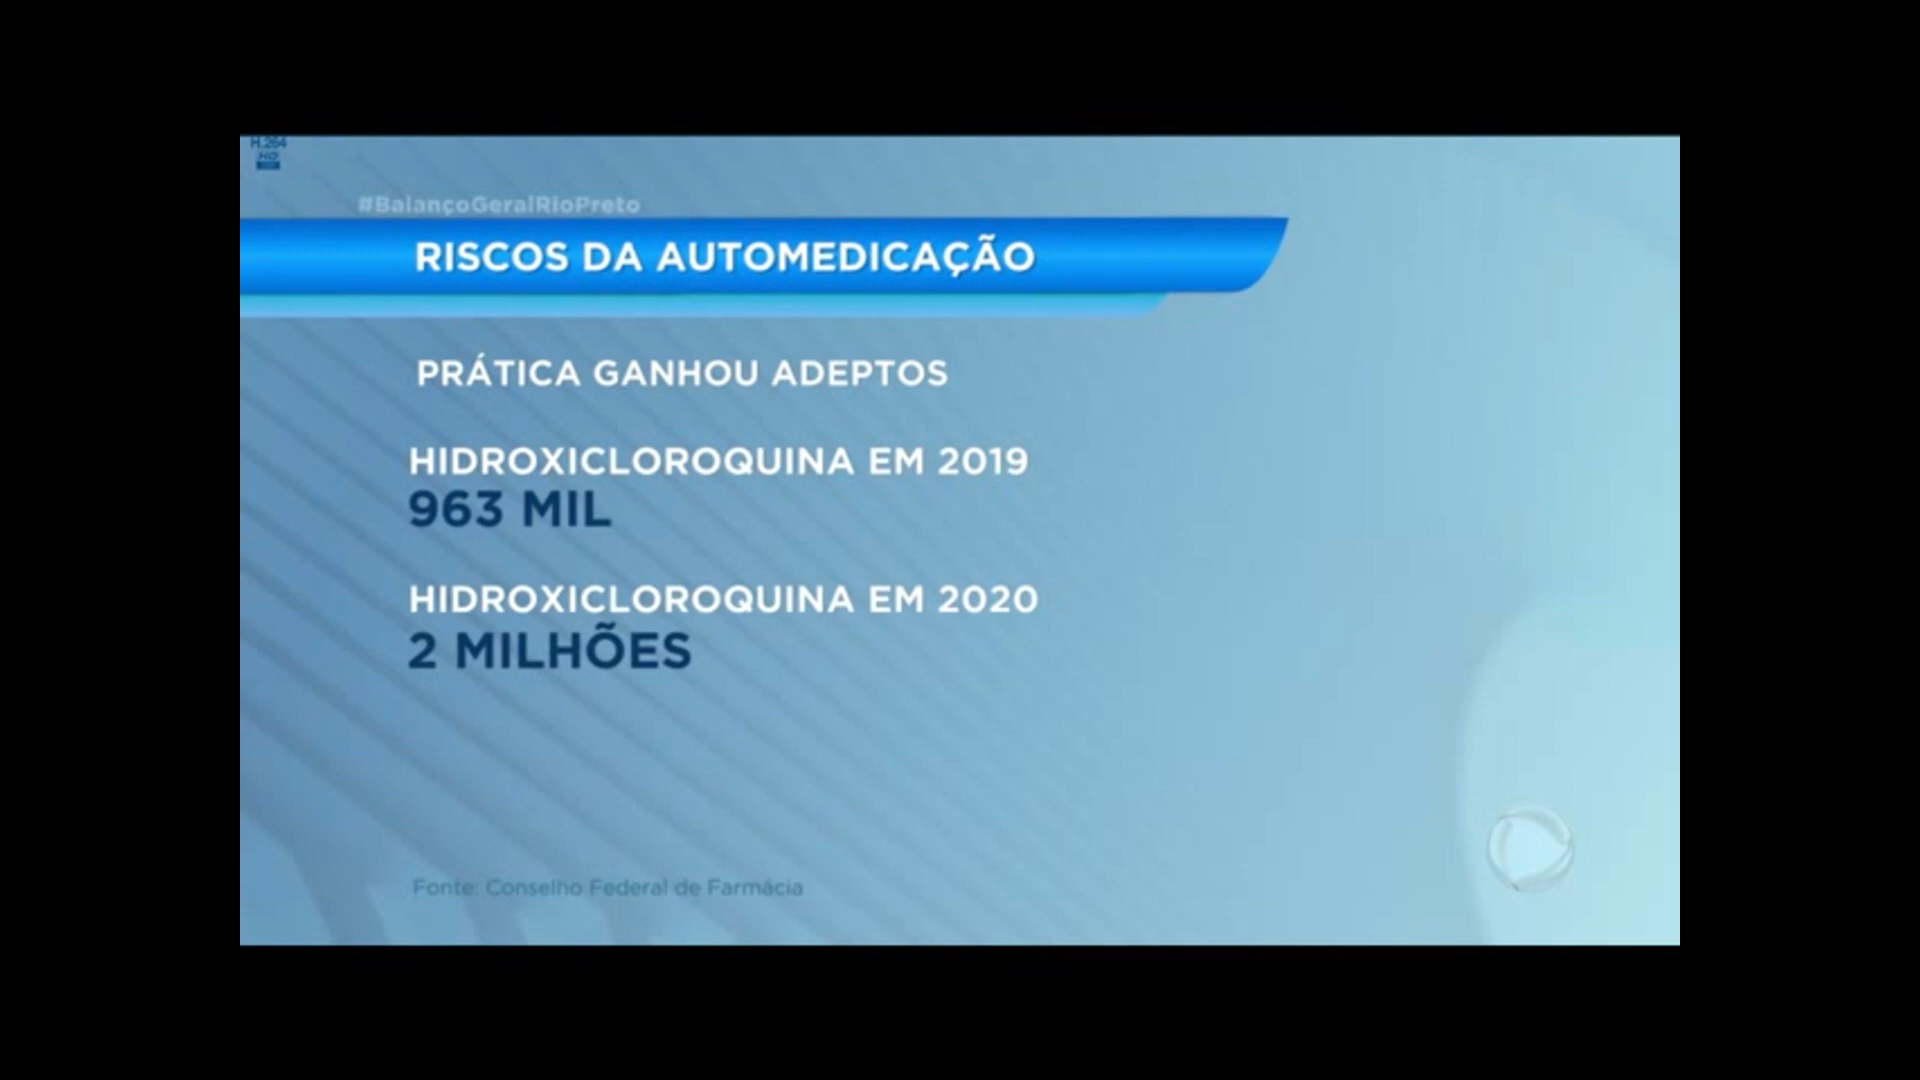 H.264
HD
#BalançoGeralRioPreto
RISCOS DA AUTOMEDICAÇÃO
PRÁTICA GANHOU ADEPTOS
HIDROXICLOROQUINA EM 2019
963 MIL
HIDROXICLOROQUINA EM 2020
2 MILHÕES
Fonte: Conselho Federal de Farmácia